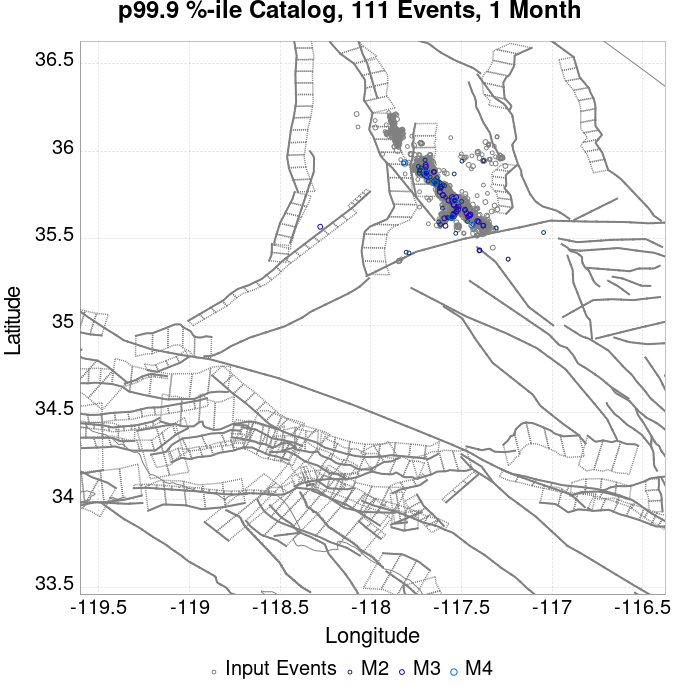 p99.9 %-ile Catalog, 111 Events, 1 Month
36.5
36
35.5
35
34.5
34
33.5
Latitude
-119.5 -119 -118.5 -118 -117.5 -117 -116.5
Longitude
Input Events M2 M3 M4